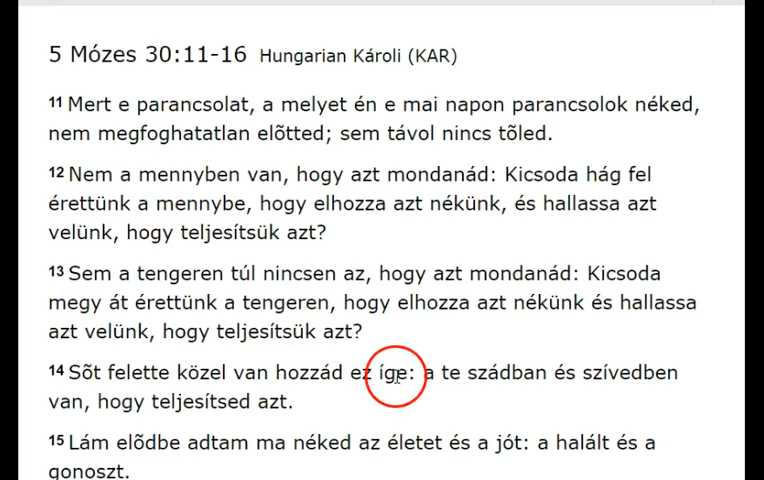 5 Mózes 30:11-16 Hungarian Károli (KAR)
11 Mert e parancsolat, a melyet én e mai napon parancsolok néked,
nem megfoghatatlan elõtted; sem távol nincs tõled.
12 Nem a mennyben van, hogy azt mondanád: Kicsoda hág fel
érettünk a mennybe, hogy elhozza azt nékünk, és hallassa azt
velünk, hogy teljesítsük azt?
13 Sem a tengeren túl nincsen az, hogy azt mondanád: Kicsoda
megy át érettünk a tengeren, hogy elhozza azt nékünk és hallassa
azt velünk, hogy teljesítsük azt?
14 Sõt felette közel van hozzád ez íge: a te szádban és szívedben
van, hogy teljesítsed azt.
15 Lám elõdbe adtam ma néked az életet és a jót: a halált és a
gonoszt.